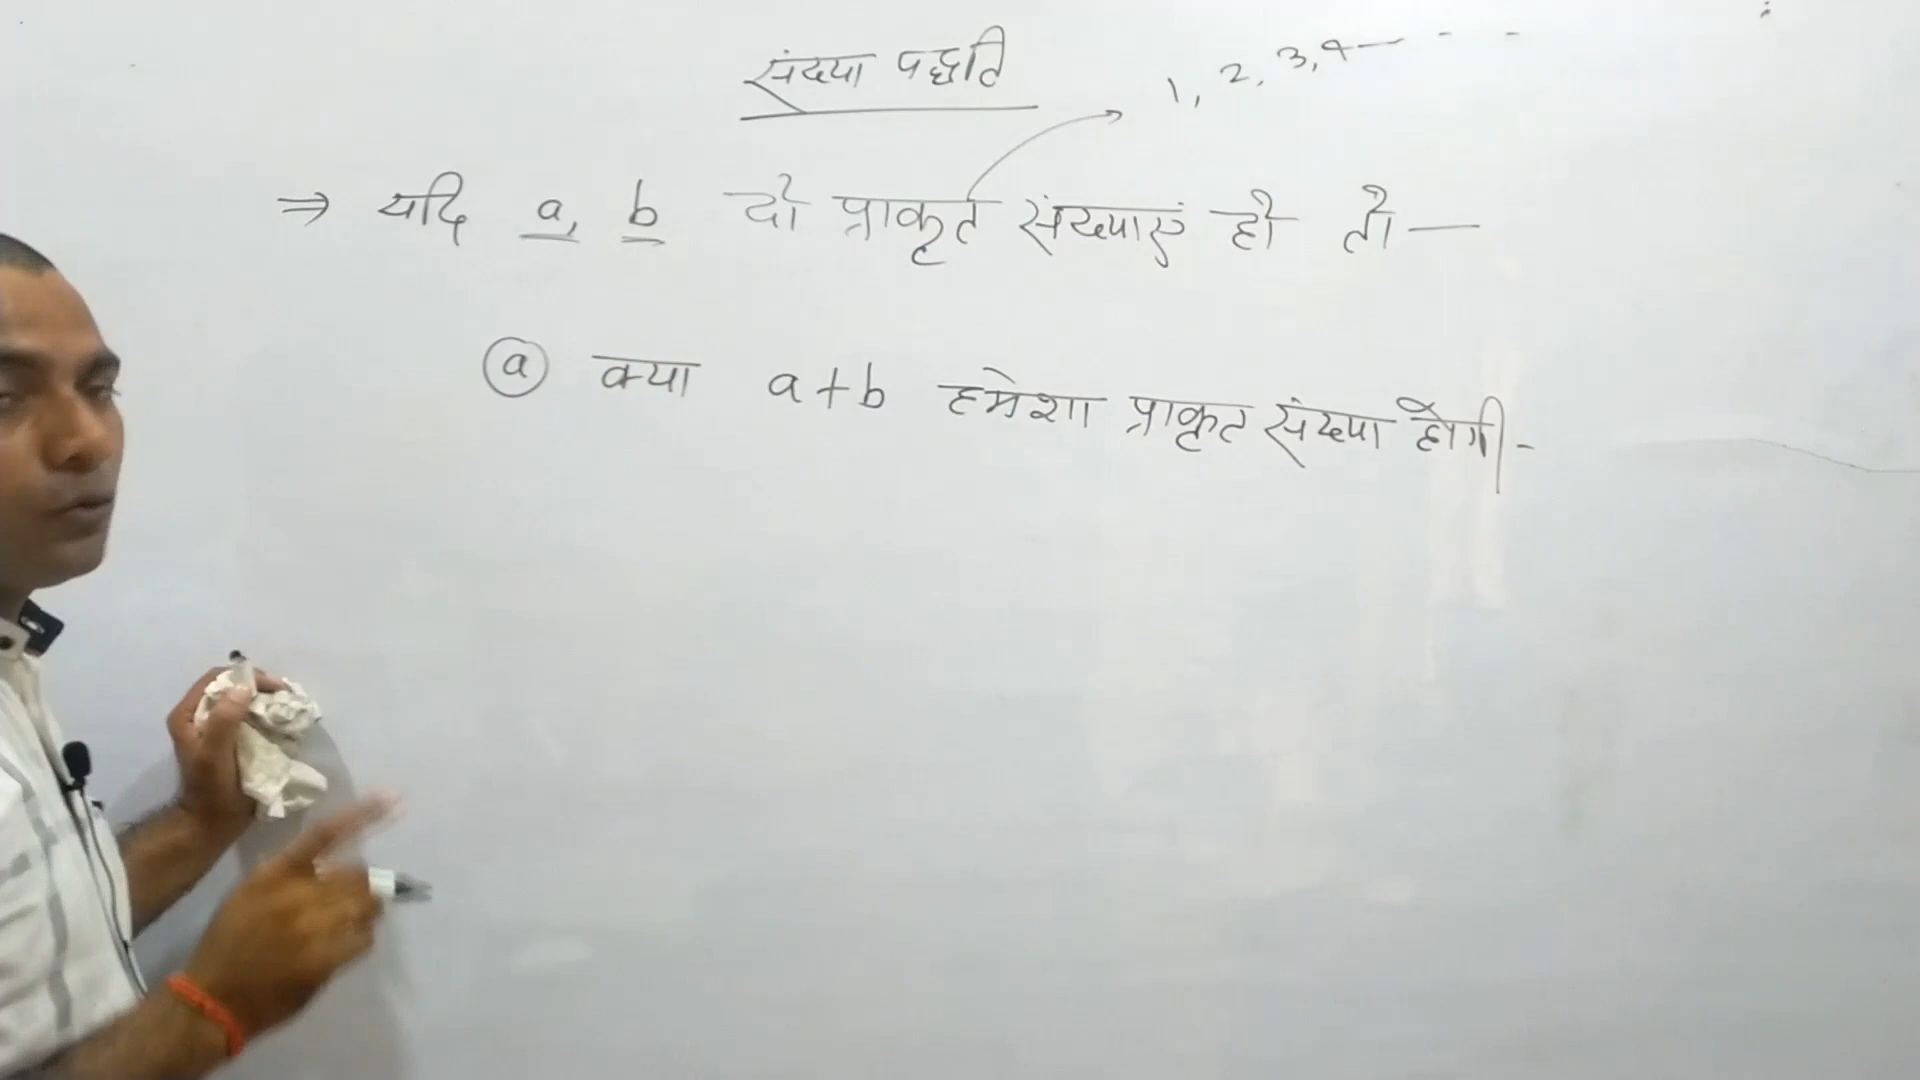 संख्या पद्धति
1, 2, 3, 4 — - -
⇒ यदि a, b दो प्राकृत संख्याएं हो तो —
(a) क्या a+b हमेशा प्राकृत संख्या होगी -